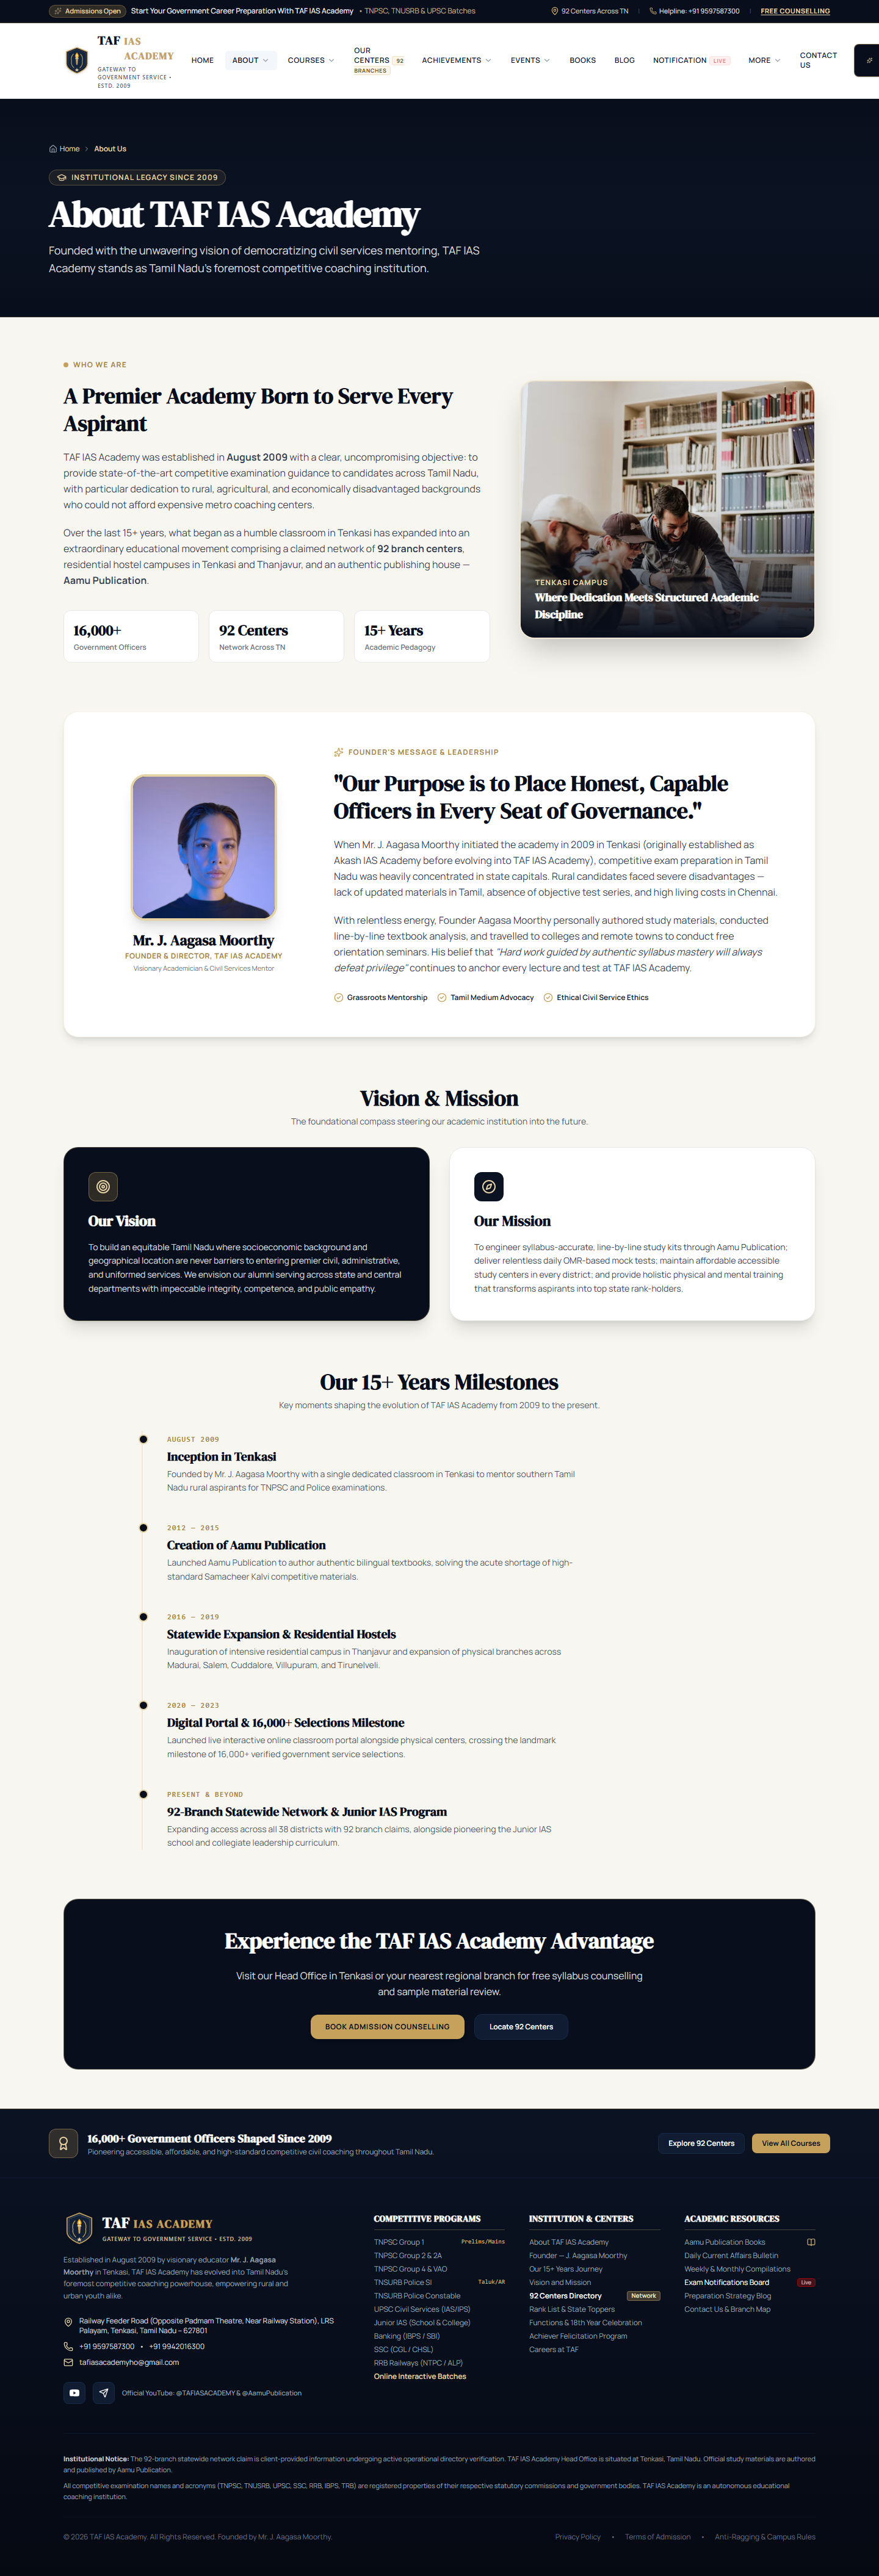 Admissions Open Start Your Government Career Preparation With TAF IAS Academy • TNPSC, TNUSRB & UPSC Batches 92 Centers Across TN Helpline: +91 9597587300 FREE COUNSELLING
TAF IAS ACADEMY
GATEWAY TO GOVERNMENT SERVICE • ESTD. 2009
HOME ABOUT COURSES OUR CENTERS 92 BRANCHES ACHIEVEMENTS EVENTS BOOKS BLOG NOTIFICATION LIVE MORE CONTACT US
Home > About Us
INSTITUTIONAL LEGACY SINCE 2009
About TAF IAS Academy
Founded with the unwavering vision of democratizing civil services mentoring, TAF IAS
Academy stands as Tamil Nadu's foremost competitive coaching institution.
WHO WE ARE
A Premier Academy Born to Serve Every
Aspirant
TAF IAS Academy was established in August 2009 with a clear, uncompromising objective: to
provide state-of-the-art competitive examination guidance to candidates across Tamil Nadu,
with particular dedication to rural, agricultural, and economically disadvantaged backgrounds
who could not afford expensive metro coaching centers.
Over the last 15+ years, what began as a humble classroom in Tenkasi has expanded into an
extraordinary educational movement comprising a claimed network of 92 branch centers,
residential hostel campuses in Tenkasi and Thanjavur, and an authentic publishing house —
Aamu Publication.
16,000+
Government Officers
92 Centers
Network Across TN
15+ Years
Academic Pedagogy
TENKASI CAMPUS
Where Dedication Meets Structured Academic
Discipline
Mr. J. Aagasa Moorthy
FOUNDER & DIRECTOR, TAF IAS ACADEMY
Visionary Academician & Civil Services Mentor
FOUNDER'S MESSAGE & LEADERSHIP
"Our Purpose is to Place Honest, Capable
Officers in Every Seat of Governance."
When Mr. J. Aagasa Moorthy initiated the academy in 2009 in Tenkasi (originally established as
Akash IAS Academy before evolving into TAF IAS Academy), competitive exam preparation in Tamil
Nadu was heavily concentrated in state capitals. Rural candidates faced severe disadvantages —
lack of updated materials in Tamil, absence of objective test series, and high living costs in Chennai.
With relentless energy, Founder Aagasa Moorthy personally authored study materials, conducted
line-by-line textbook analysis, and travelled to colleges and remote towns to conduct free
orientation seminars. His belief that "Hard work guided by authentic syllabus mastery will always
defeat privilege" continues to anchor every lecture and test at TAF IAS Academy.
Grassroots Mentorship Tamil Medium Advocacy Ethical Civil Service Ethics
Vision & Mission
The foundational compass steering our academic institution into the future.
Our Vision
To build an equitable Tamil Nadu where socioeconomic background and
geographical location are never barriers to entering premier civil, administrative,
and uniformed services. We envision our alumni serving across state and central
departments with impeccable integrity, competence, and public empathy.
Our Mission
To engineer syllabus-accurate, line-by-line study kits through Aamu Publication;
deliver relentless daily OMR-based mock tests; maintain affordable accessible
study centers in every district; and provide holistic physical and mental training
that transforms aspirants into top state rank-holders.
Our 15+ Years Milestones
Key moments shaping the evolution of TAF IAS Academy from 2009 to the present.
AUGUST 2009
Inception in Tenkasi
Founded by Mr. J. Aagasa Moorthy with a single dedicated classroom in Tenkasi to mentor southern Tamil
Nadu rural aspirants for TNPSC and Police examinations.
2012 – 2015
Creation of Aamu Publication
Launched Aamu Publication to author authentic bilingual textbooks, solving the acute shortage of high-
standard Samacheer Kalvi competitive materials.
2016 – 2019
Statewide Expansion & Residential Hostels
Inauguration of intensive residential campus in Thanjavur and expansion of physical branches across
Madurai, Salem, Cuddalore, Villupuram, and Tirunelveli.
2020 – 2023
Digital Portal & 16,000+ Selections Milestone
Launched live interactive online classroom portal alongside physical centers, crossing the landmark
milestone of 16,000+ verified government service selections.
PRESENT & BEYOND
92-Branch Statewide Network & Junior IAS Program
Expanding access across all 38 districts with 92 branch claims, alongside pioneering the Junior IAS
school and collegiate leadership curriculum.
Experience the TAF IAS Academy Advantage
Visit our Head Office in Tenkasi or your nearest regional branch for free syllabus counselling
and sample material review.
BOOK ADMISSION COUNSELLING Locate 92 Centers
16,000+ Government Officers Shaped Since 2009
Pioneering accessible, affordable, and high-standard competitive civil coaching throughout Tamil Nadu.
Explore 92 Centers View All Courses
TAF IAS ACADEMY
GATEWAY TO GOVERNMENT SERVICE • ESTD. 2009
Established in August 2009 by visionary educator Mr. J. Aagasa
Moorthy in Tenkasi, TAF IAS Academy has evolved into Tamil Nadu's
foremost competitive coaching powerhouse, empowering rural and
urban youth alike.
Railway Feeder Road (Opposite Padmam Theatre, Near Railway Station), LRS
Palayam, Tenkasi, Tamil Nadu – 627801
+91 9597587300 • +91 9942016300
tafiasacademyho@gmail.com
Official YouTube: @TAFIASACADEMY & @AamuPublication
COMPETITIVE PROGRAMS
TNPSC Group 1 Prelims/Mains
TNPSC Group 2 & 2A
TNPSC Group 4 & VAO
TNSURB Police SI Taluk/AR
TNSURB Police Constable
UPSC Civil Services (IAS/IPS)
Junior IAS (School & College)
Banking (IBPS / SBI)
SSC (CGL / CHSL)
RRB Railways (NTPC / ALP)
Online Interactive Batches
INSTITUTION & CENTERS
About TAF IAS Academy
Founder — J. Aagasa Moorthy
Our 15+ Years Journey
Vision and Mission
92 Centers Directory Network
Rank List & State Toppers
Functions & 18th Year Celebration
Achiever Felicitation Program
Careers at TAF
ACADEMIC RESOURCES
Aamu Publication Books
Daily Current Affairs Bulletin
Weekly & Monthly Compilations
Exam Notifications Board Live
Preparation Strategy Blog
Contact Us & Branch Map
Institutional Notice: The 92-branch statewide network claim is client-provided information undergoing active operational directory verification. TAF IAS Academy Head Office is situated at Tenkasi, Tamil Nadu. Official study materials are authored
and published by Aamu Publication.
All competitive examination names and acronyms (TNPSC, TNUSRB, UPSC, SSC, RRB, IBPS, TRB) are registered properties of their respective statutory commissions and government bodies. TAF IAS Academy is an autonomous educational
coaching institution.
© 2026 TAF IAS Academy. All Rights Reserved. Founded by Mr. J. Aagasa Moorthy.
Privacy Policy • Terms of Admission • Anti-Ragging & Campus Rules